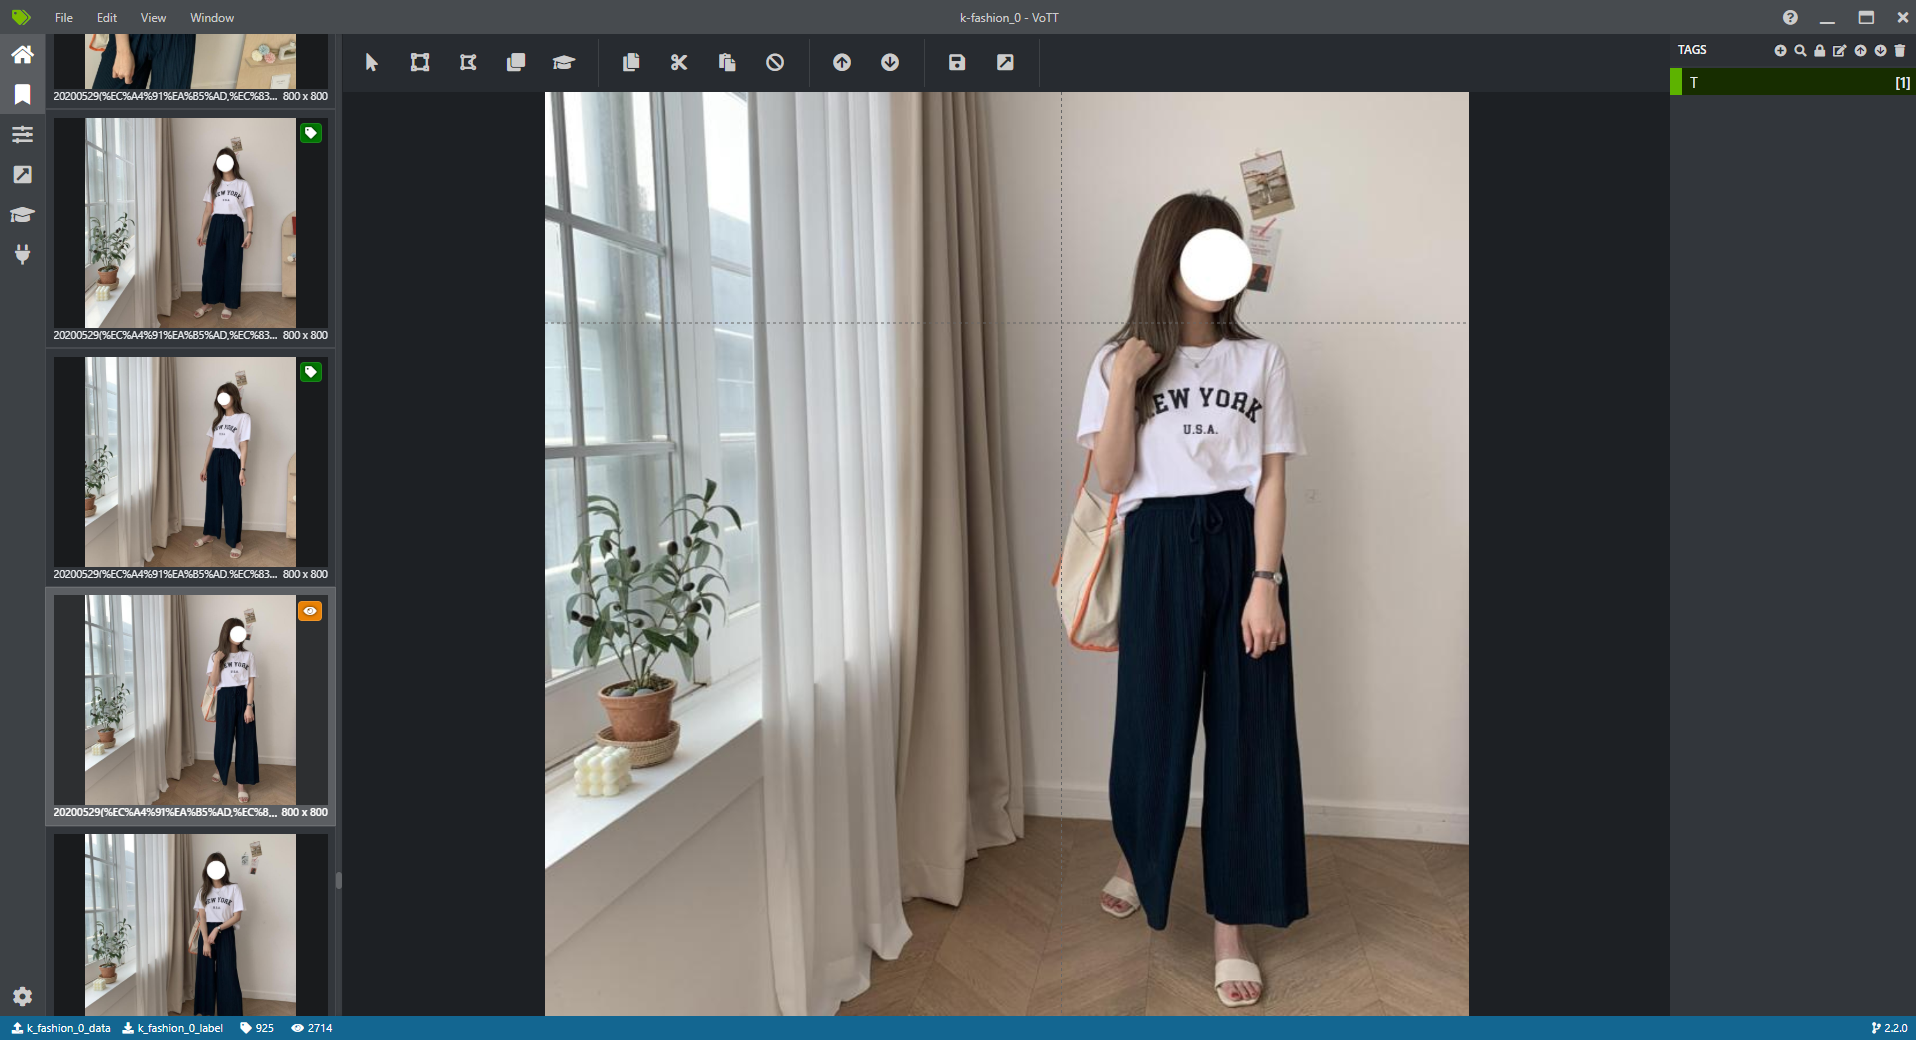 File Edit View Window
k-fashion_0 - VoTT
TAGS
T [1]
20200529(%EC%A4%91%EA%B5%AD,%EC%83... 800 x 800
20200529(%EC%A4%91%EA%B5%AD,%EC%83... 800 x 800
20200529(%EC%A4%91%EA%B5%AD,%EC%83... 800 x 800
20200529(%EC%A4%91%EA%B5%AD,%EC%8... 800 x 800
NEW YORK
U.S.A.
k_fashion_0_data k_fashion_0_label 925 2714
2.2.0